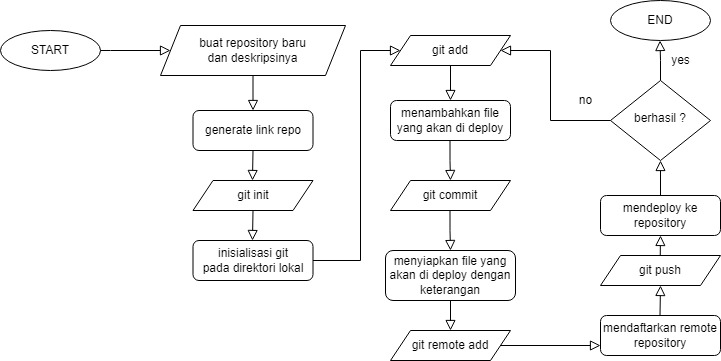 START
buat repository baru
dan deskripsinya
generate link repo
git init
inisialisasi git
pada direktori lokal
git add
menambahkan file
yang akan di deploy
git commit
menyiapkan file yang
akan di deploy dengan
keterangan
git remote add
mendaftarkan remote
repository
git push
mendeploy ke
repository
berhasil ?
no
yes
END